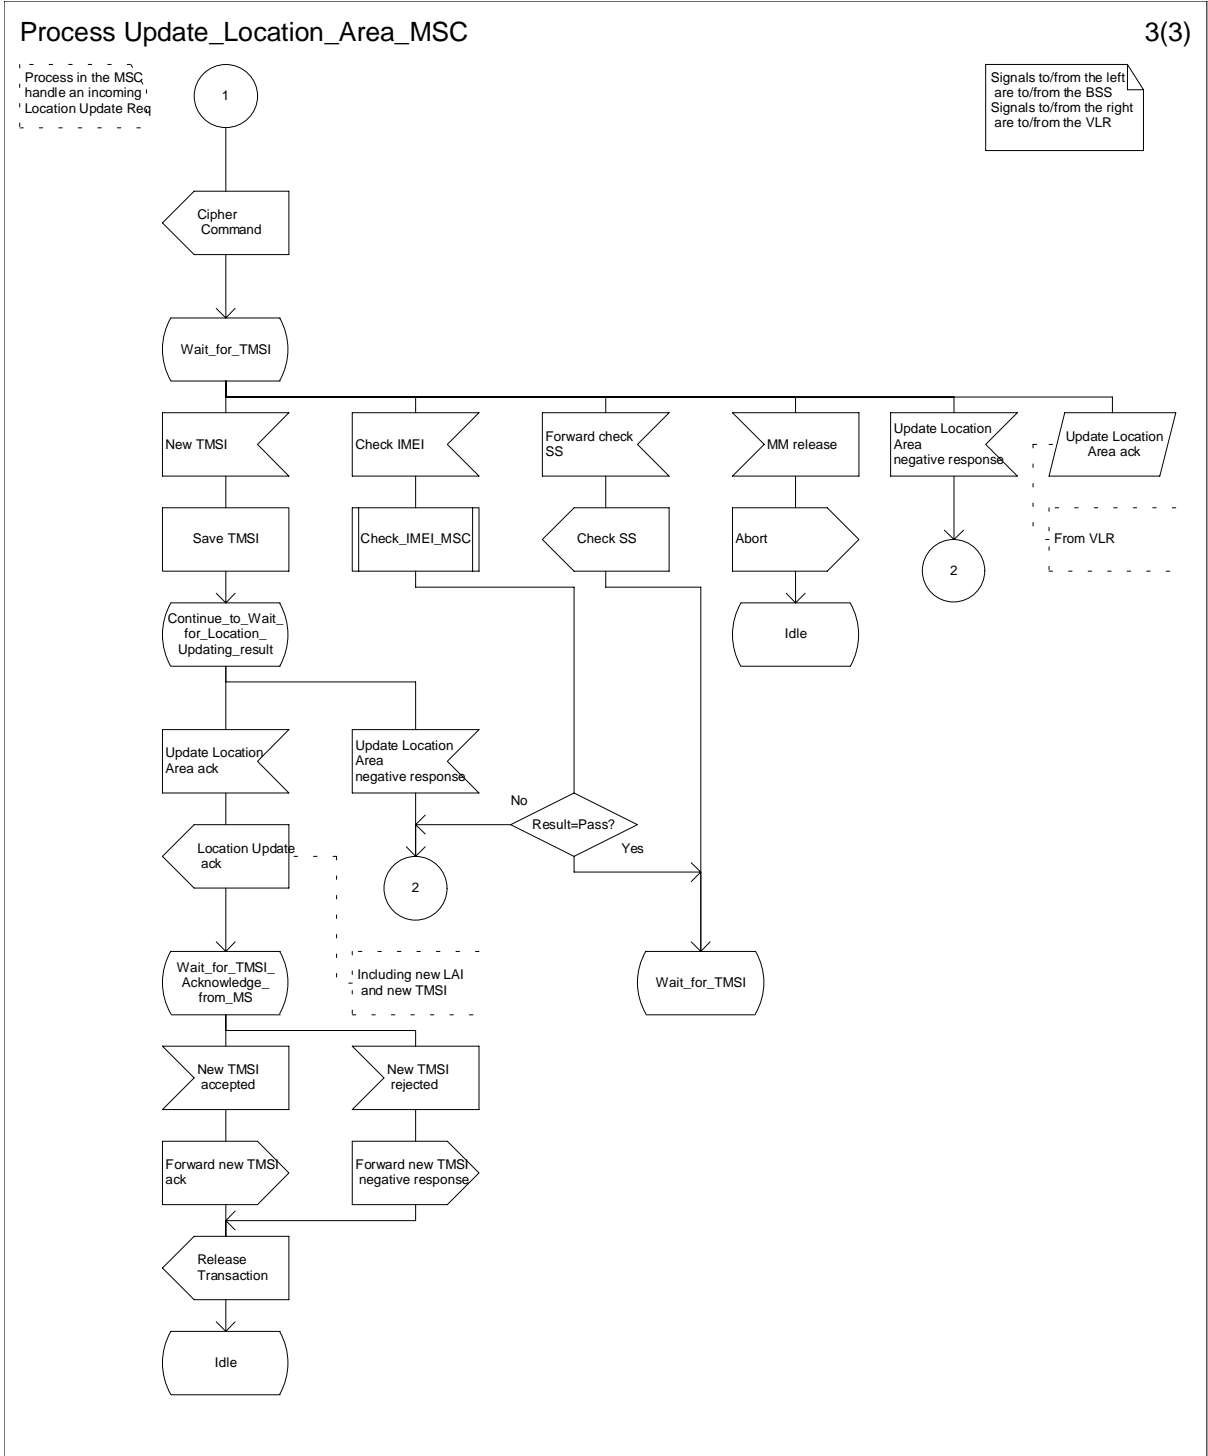 Process Update_Location_Area_MSC
3(3)
Process in the MSC
handle an incoming
Location Update Req
1
Signals to/from the left
are to/from the BSS
Signals to/from the right
are to/from the VLR
Cipher
Command
Wait_for_TMSI
New TMSI
Check IMEI
Forward check
SS
MM release
Update Location
Area
negative response
Update Location
Area ack
Save TMSI
Check_IMEI_MSC
Check SS
Abort
2
From VLR
Continue_to_Wait_
for_Location_
Updating_result
Idle
Update Location
Area ack
Update Location
Area
negative response
No
Result=Pass?
Yes
Location Update
ack
2
Wait_for_TMSI_
Acknowledge_
from_MS
Including new LAI
and new TMSI
Wait_for_TMSI
New TMSI
accepted
New TMSI
rejected
Forward new TMSI
ack
Forward new TMSI
negative response
Release
Transaction
Idle